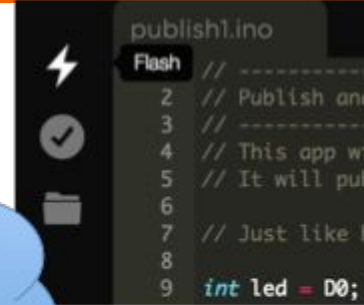 publish1.ino
Flash
// ------------
2 // Publish and
3 // ------------
4 // This app
5 // It will
6
7 // Just like
8
9 int led = D0;